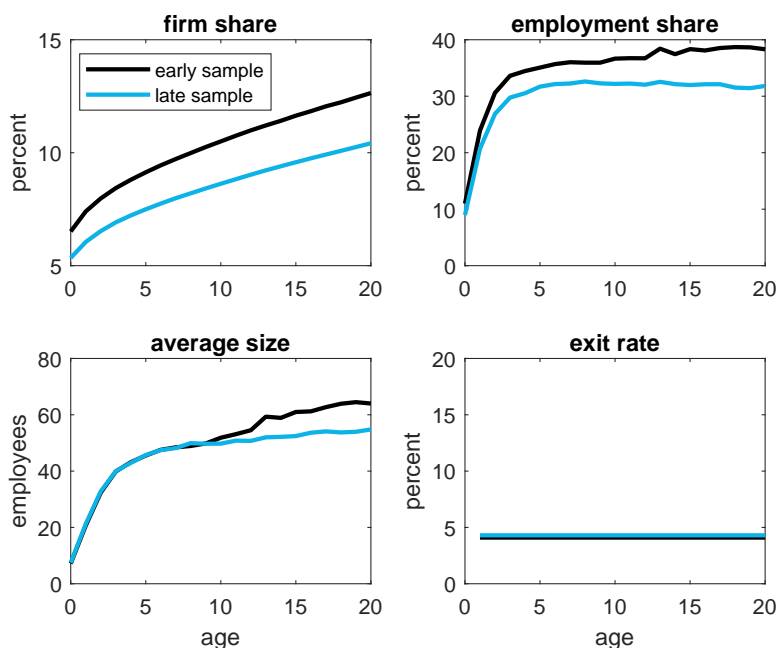 firm share
15
10
5
percent
early sample
late sample
0 5 10 15 20
employment share
40
30
20
10
0
percent
0 5 10 15 20
average size
80
60
40
20
0
employees
0 5 10 15 20
age
exit rate
20
15
10
5
0
percent
0 5 10 15 20
age